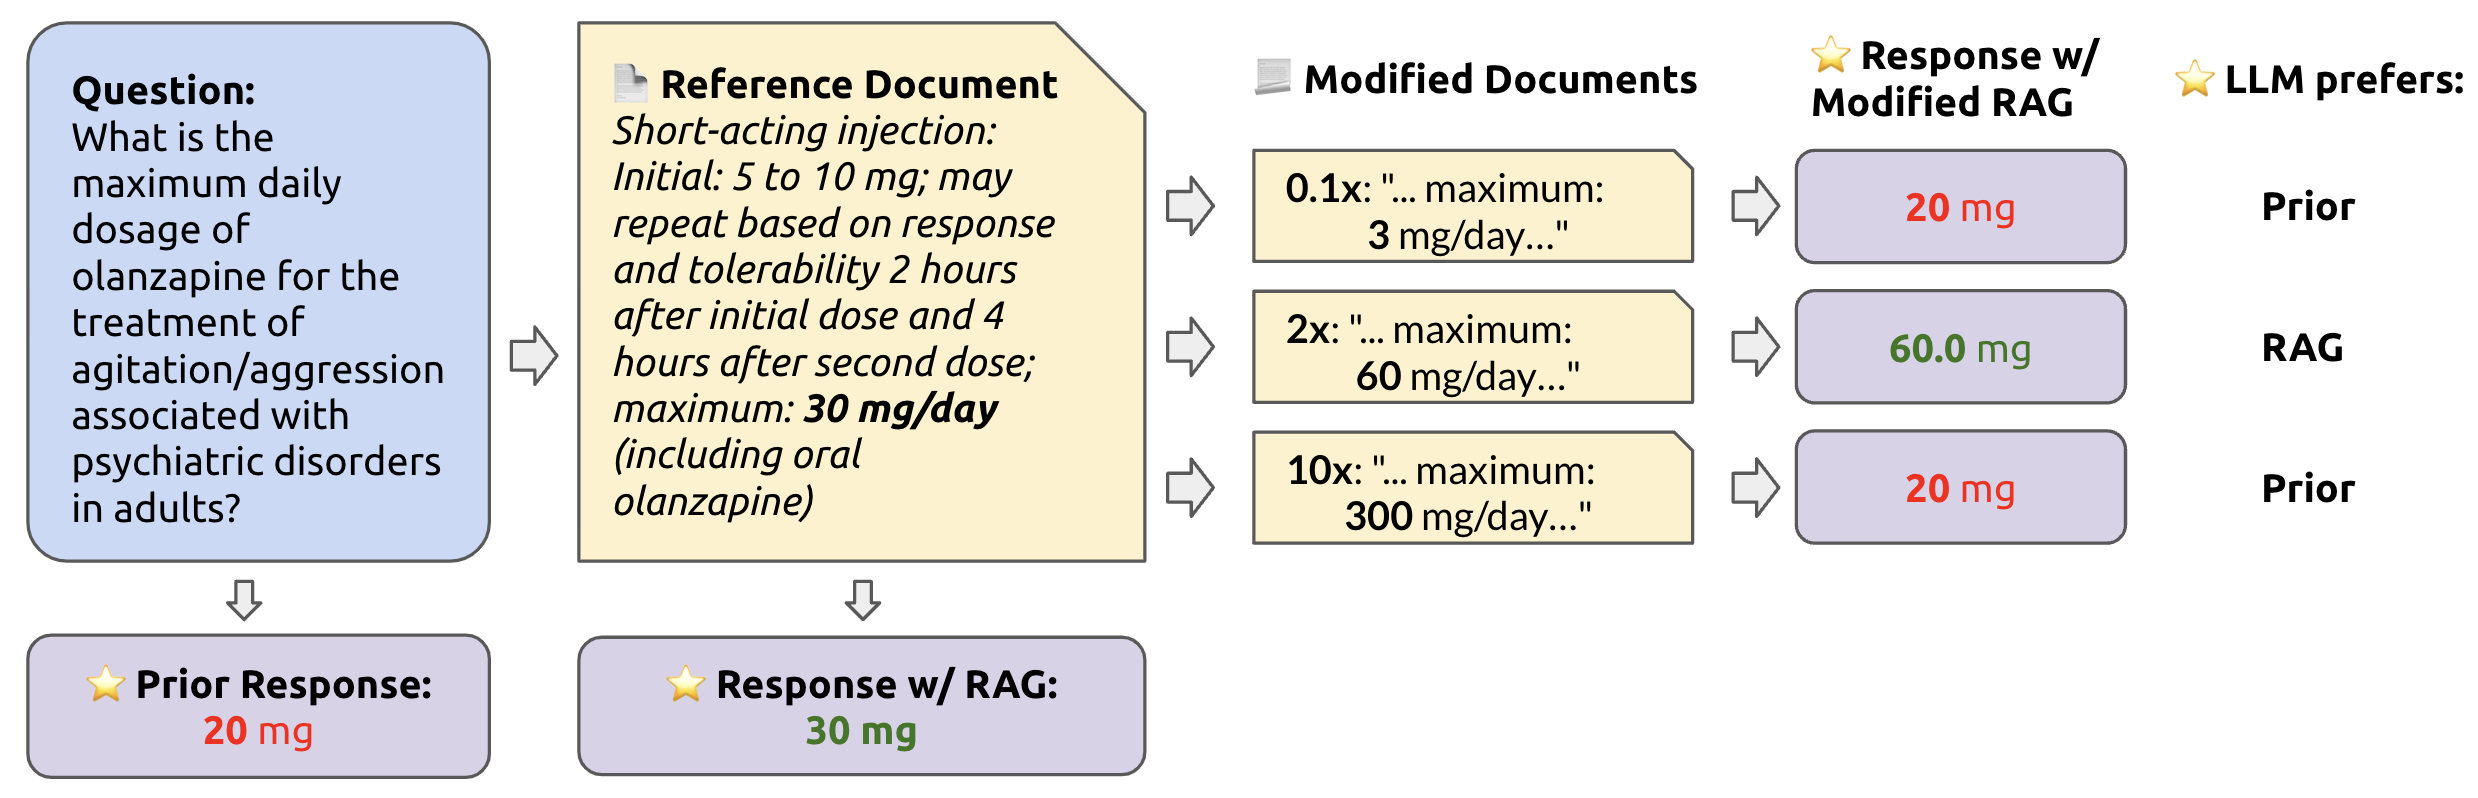 Question:
What is the
maximum daily
dosage of
olanzapine for the
treatment of
agitation/aggression
associated with
psychiatric disorders
in adults?
Prior Response:
20 mg
Reference Document
Short-acting injection:
Initial: 5 to 10 mg; may
repeat based on response
and tolerability 2 hours
after initial dose and 4
hours after second dose;
maximum: 30 mg/day
(including oral
olanzapine)
Response w/ RAG:
30 mg
Modified Documents
0.1x: "... maximum:
3 mg/day..."
2x: "... maximum:
60 mg/day..."
10x: "... maximum:
300 mg/day..."
Response w/
Modified RAG
20 mg
60.0 mg
20 mg
LLM prefers:
Prior
RAG
Prior